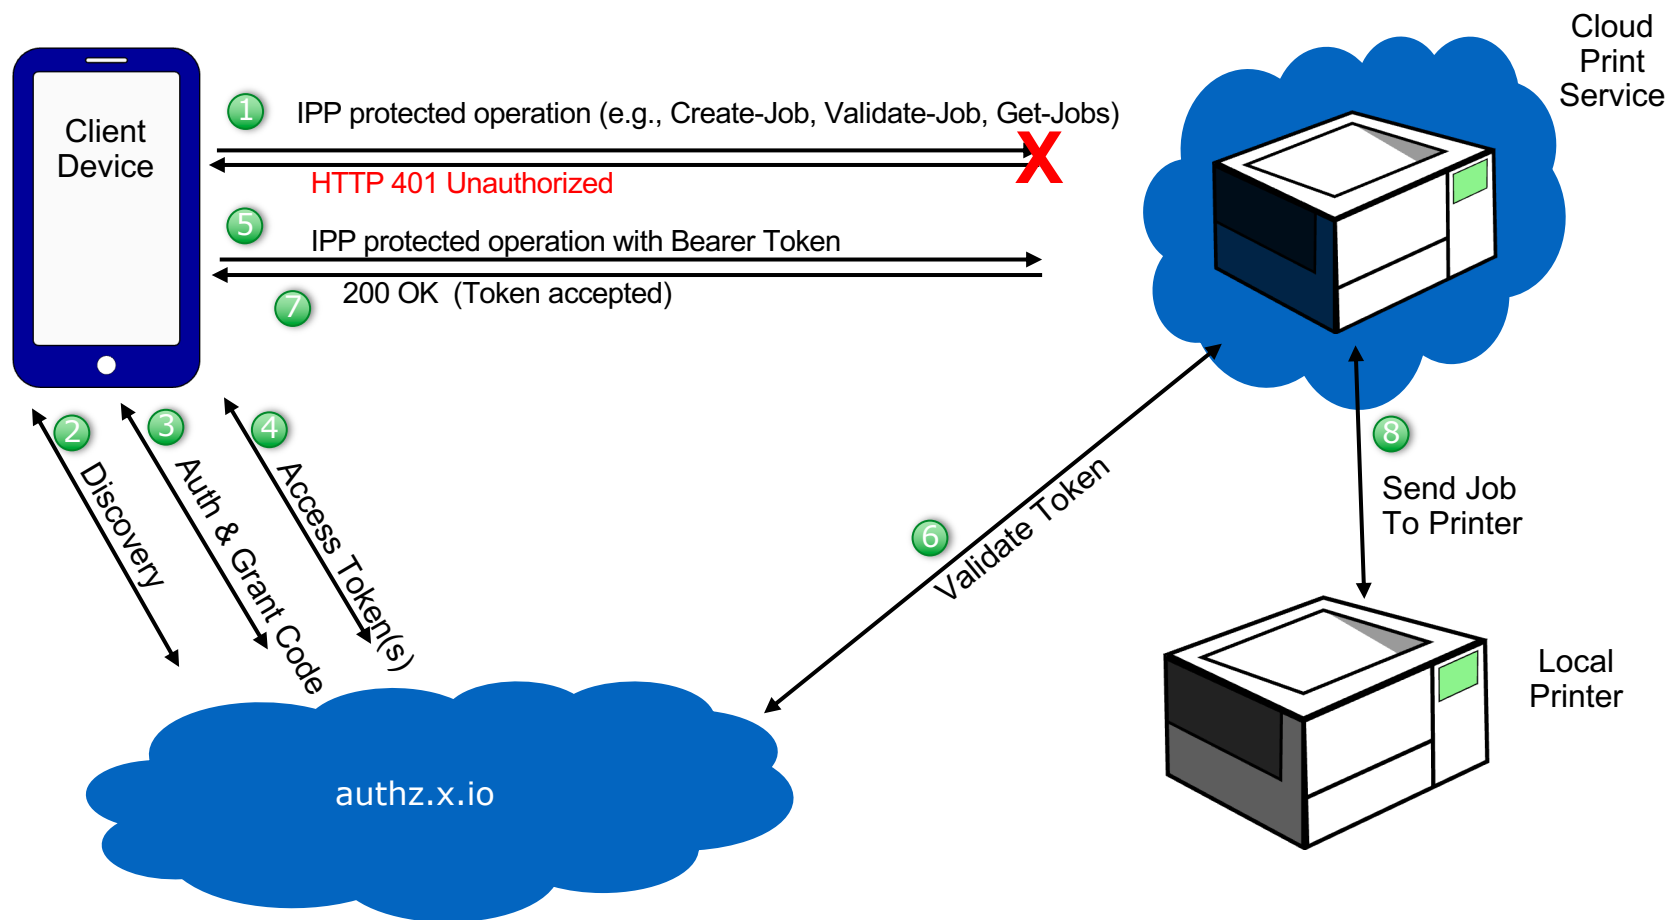 Cloud
Print
Service
Client
Device
1
IPP protected operation (e.g., Create-Job, Validate-Job, Get-Jobs)
X
HTTP 401 Unauthorized
5
IPP protected operation with Bearer Token
7
200 OK  (Token accepted)
2
Discovery
3
Auth & Grant Code
4
Access Token(s)
6
Validate Token
8
Send Job
To Printer
Local
Printer
authz.x.io